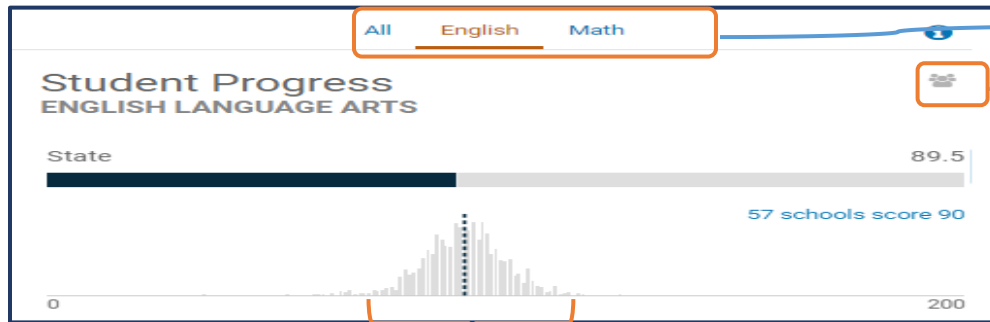 All English Math
Student Progress
ENGLISH LANGUAGE ARTS
State 89.5
57 schools score 90
0 200